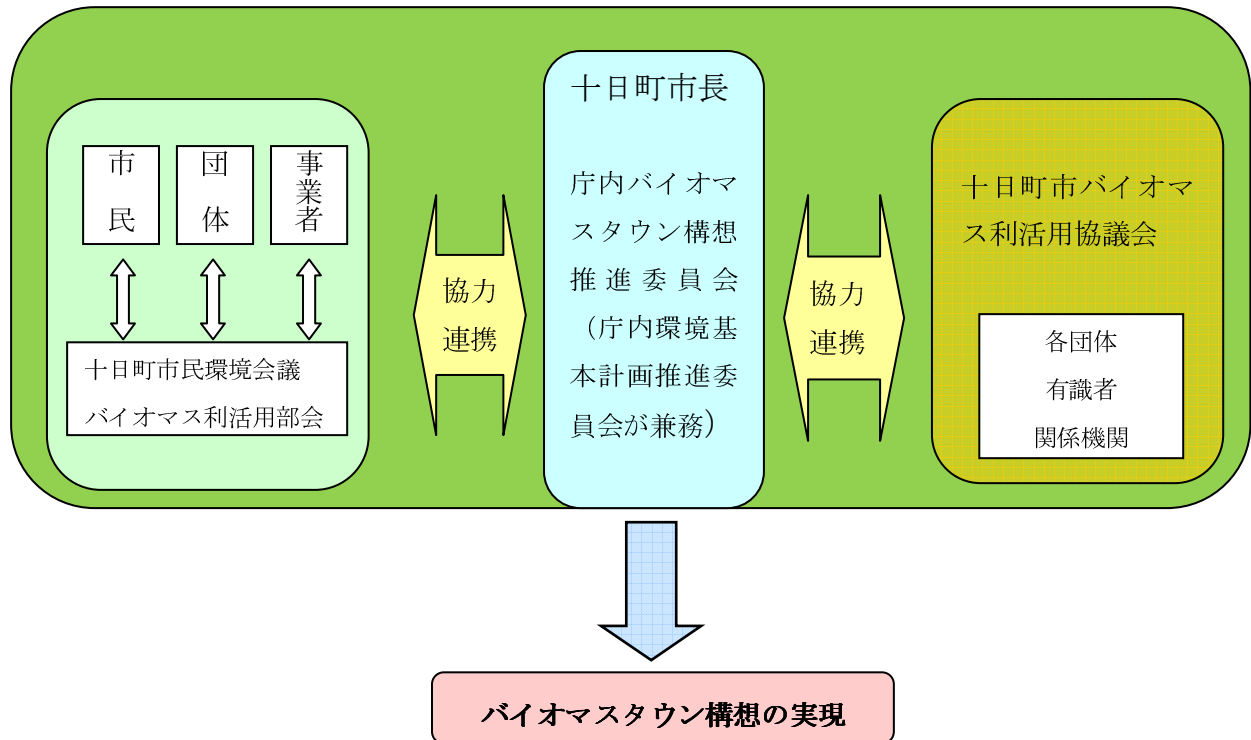 市民
団体
事業者
十日町市民環境会議
バイオマス利活用部会
協力
連携
十日町市長
庁内バイオマ
スタウン構想
推進委員会
（庁内環境基
本計画推進委
員会が兼務）
協力
連携
十日町市バイオマ
ス利活用協議会
各団体
有識者
関係機関
バイオマスタウン構想の実現